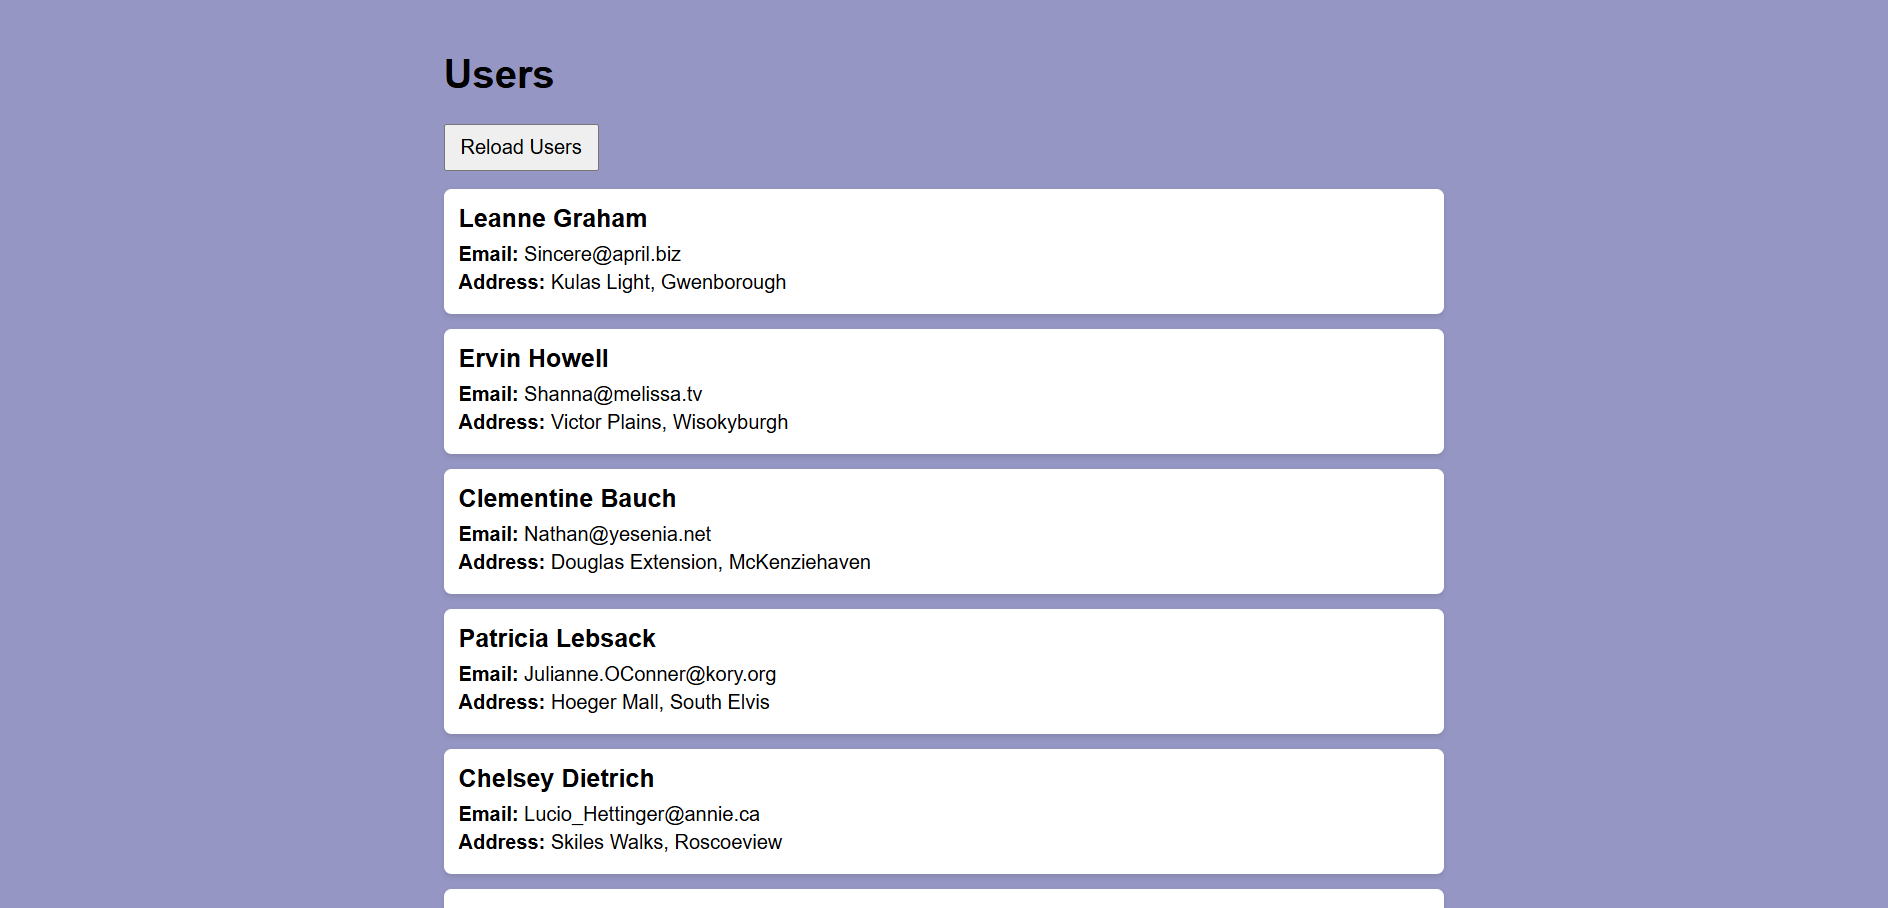 Users
Reload Users
Leanne Graham
Email: Sincere@april.biz
Address: Kulas Light, Gwenborough
Ervin Howell
Email: Shanna@melissa.tv
Address: Victor Plains, Wisokyburgh
Clementine Bauch
Email: Nathan@yesenia.net
Address: Douglas Extension, McKenziehaven
Patricia Lebsack
Email: Julianne.OConner@kory.org
Address: Hoeger Mall, South Elvis
Chelsey Dietrich
Email: Lucio_Hettinger@annie.ca
Address: Skiles Walks, Roscoeview